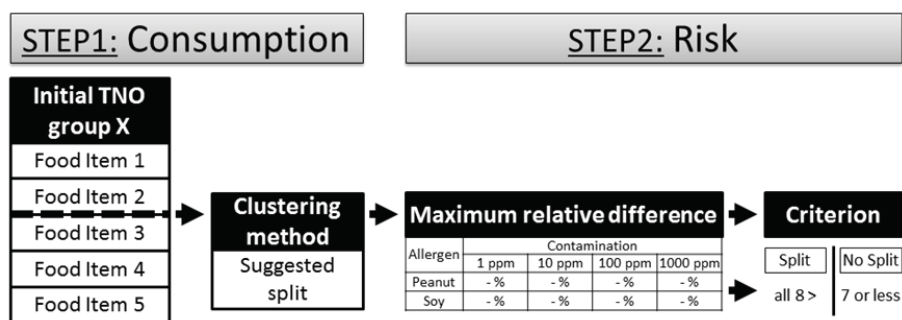 STEP1: Consumption
STEP2: Risk
Initial TNO
group X
Food Item 1
Food Item 2
Food Item 3
Food Item 4
Food Item 5
Clustering
method
Suggested
split
Maximum relative difference
Allergen Contamination
1 ppm 10 ppm 100 ppm 1000 ppm
Peanut - % - % - % - %
Soy - % - % - % - %
Criterion
Split No Split
all 8 > 7 or less